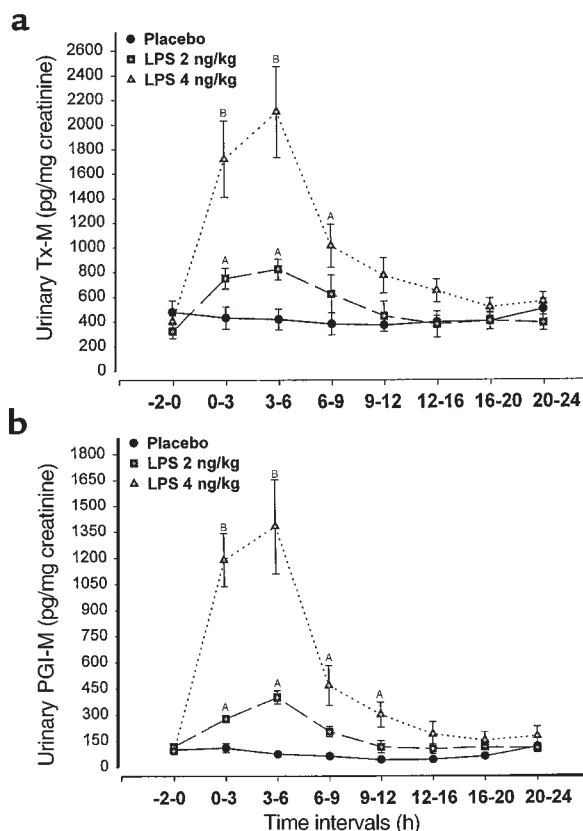 a
Placebo
LPS 2 ng/kg
LPS 4 ng/kg
Urinary Tx-M (pg/mg creatinine)
2600
2400
2200
2000
1800
1600
1400
1200
1000
800
600
400
200
0
B
B
A
A
A
-2-0 0-3 3-6 6-9 9-12 12-16 16-20 20-24
b
Placebo
LPS 2 ng/kg
LPS 4 ng/kg
Urinary PGI-M (pg/mg creatinine)
1800
1650
1500
1350
1200
1050
900
750
600
450
300
150
0
B
B
A
A
A
A
-2-0 0-3 3-6 6-9 9-12 12-16 16-20 20-24
Time intervals (h)